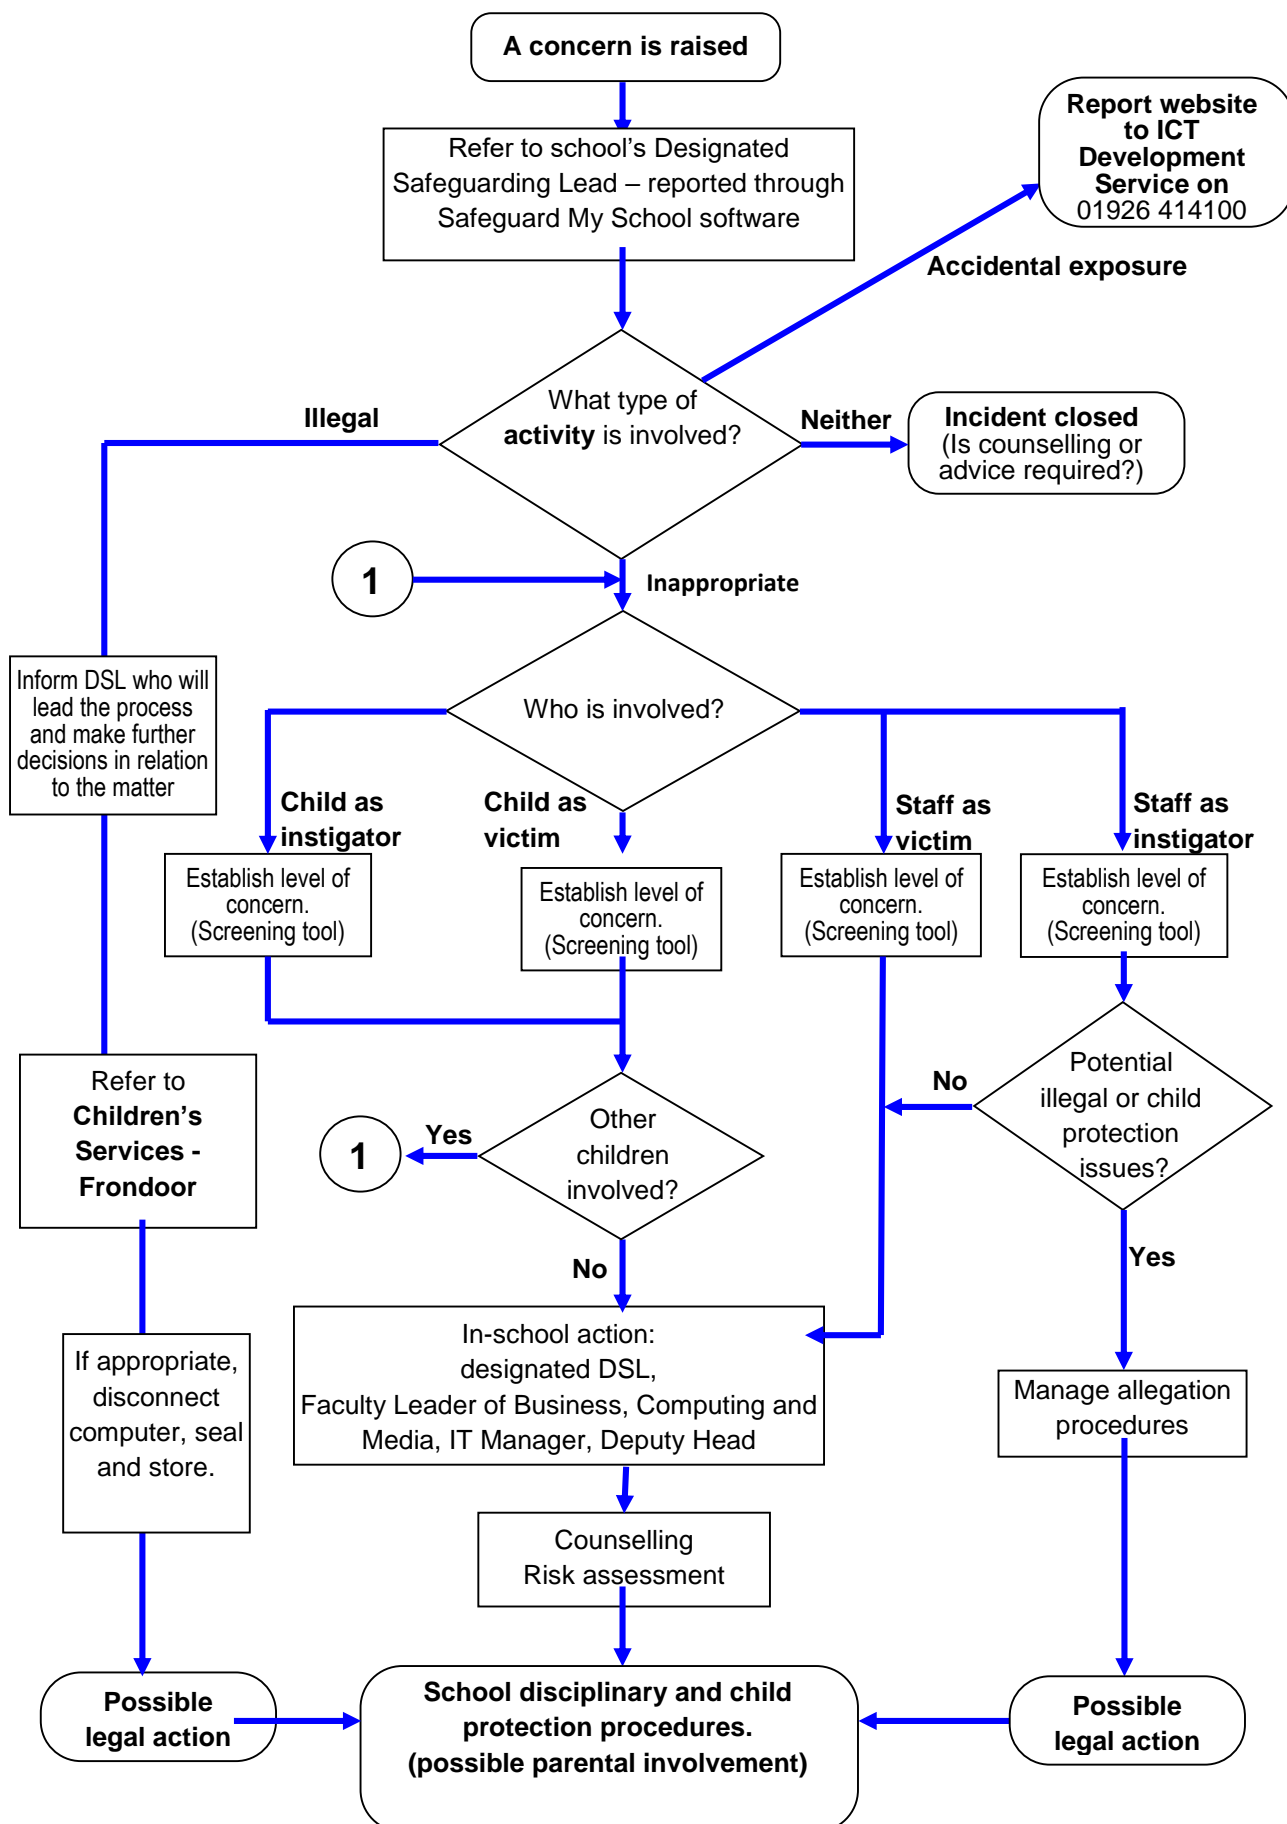 A concern is raised
Report website
to ICT
Development
Service on
01926 414100
Refer to school’s Designated
Safeguarding Lead – reported through
Safeguard My School software
Accidental exposure
What type of
activity is involved?
Illegal
Neither
Incident closed
(Is counselling or
advice required?)
1
Inappropriate
Inform DSL who will
lead the process
and make further
decisions in relation
to the matter
Who is involved?
Child as
instigator
Child as
victim
Staff as
victim
Staff as
instigator
Establish level of
concern.
(Screening tool)
Establish level of
concern.
(Screening tool)
Establish level of
concern.
(Screening tool)
Establish level of
concern.
(Screening tool)
Refer to
Children’s
Services -
Frondoor
1
Yes
Other
children
involved?
No
Potential
illegal or child
protection
issues?
No
Yes
If appropriate,
disconnect
computer, seal
and store.
In-school action:
designated DSL,
Faculty Leader of Business, Computing and
Media, IT Manager, Deputy Head
Manage allegation
procedures
Counselling
Risk assessment
Possible
legal action
School disciplinary and child
protection procedures.
(possible parental involvement)
Possible
legal action